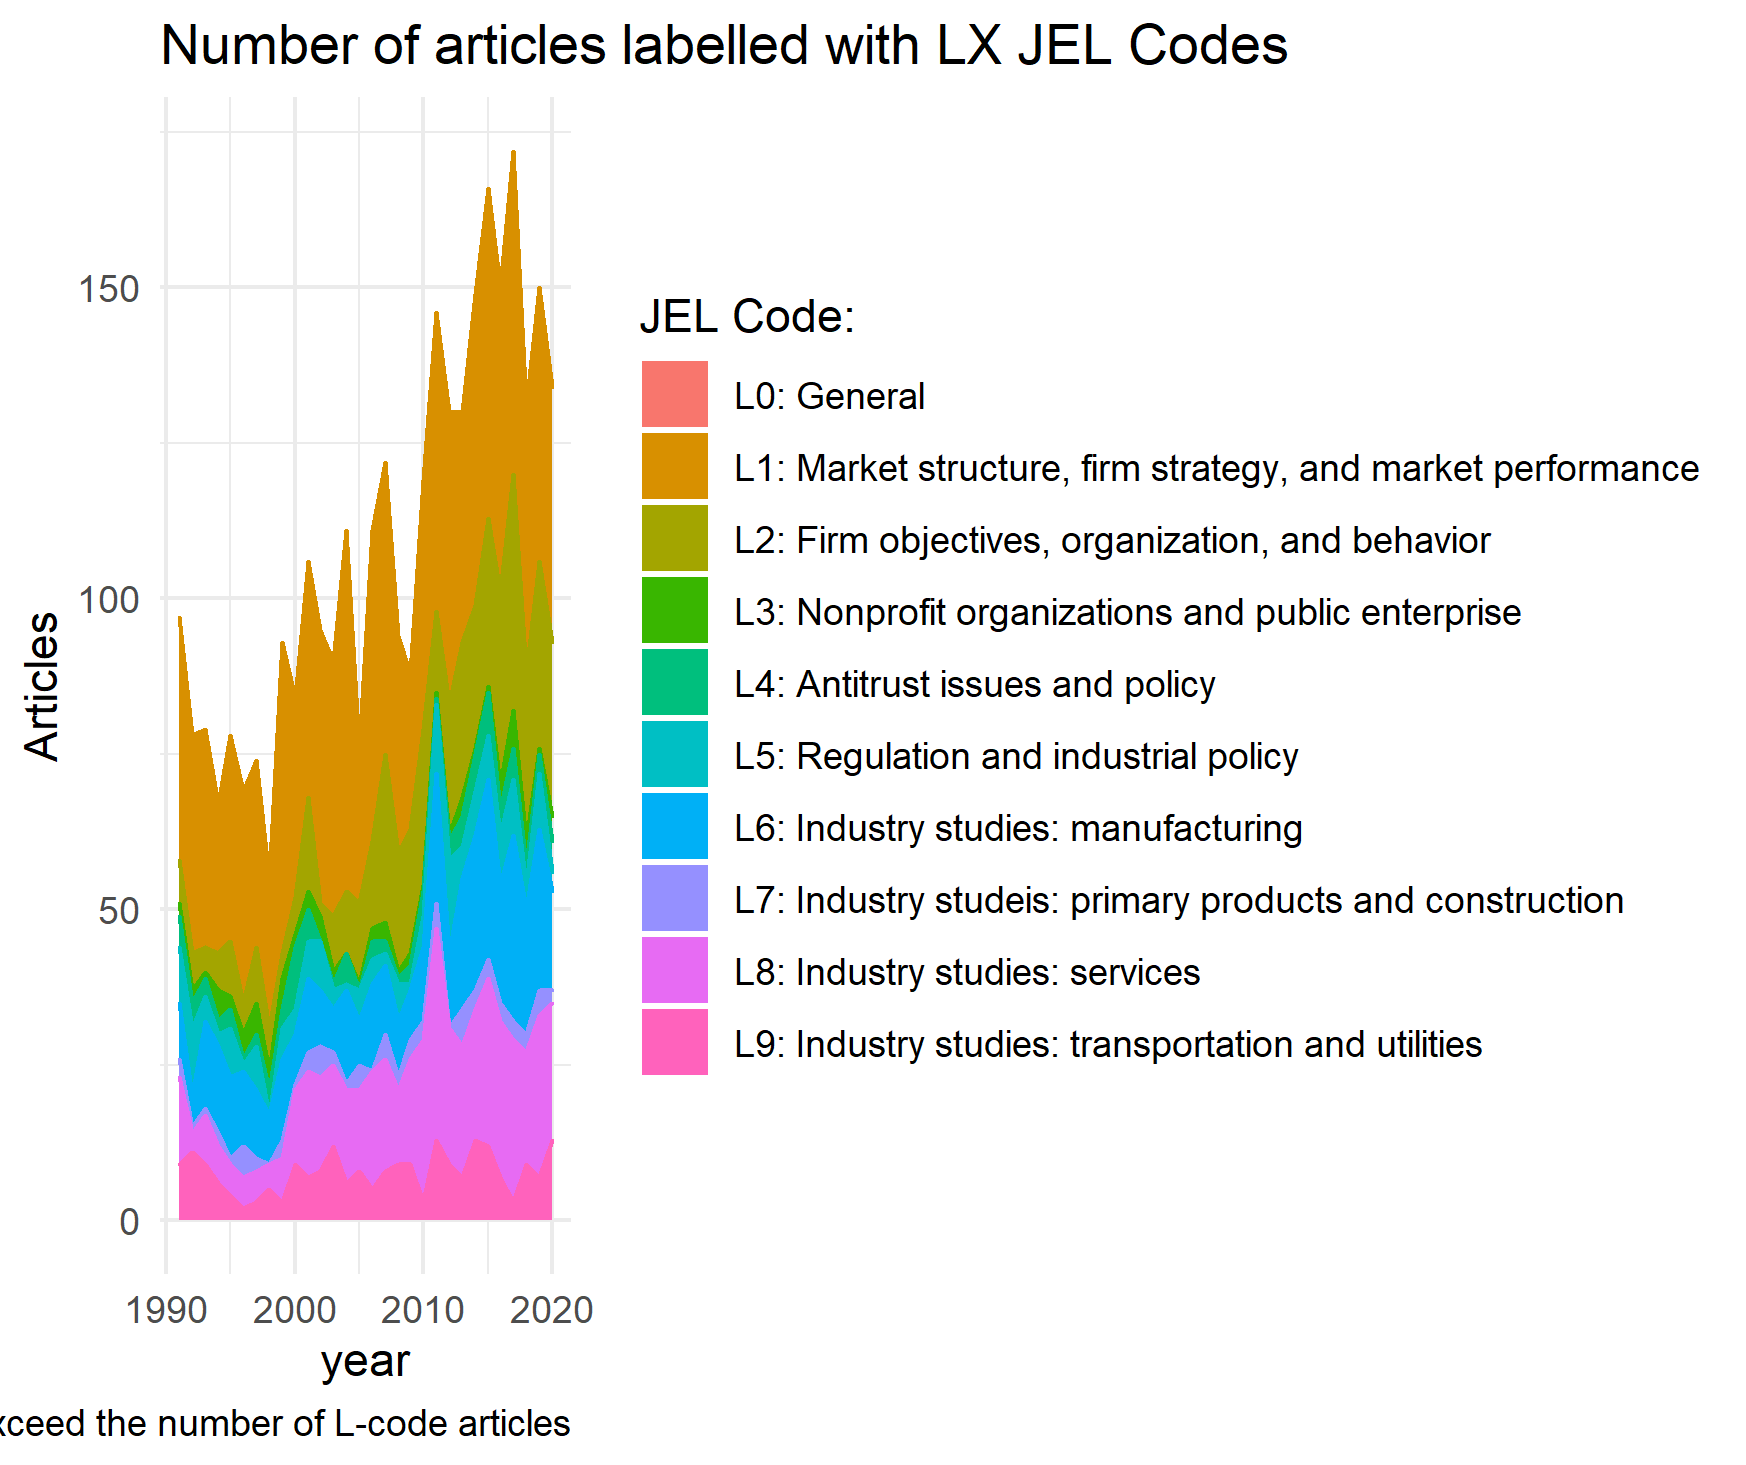 Number of articles labelled with LX JEL Codes
150
100
50
0
Articles
1990 2000 2010 2020
year
JEL Code:
L0: General
L1: Market structure, firm strategy, and market performance
L2: Firm objectives, organization, and behavior
L3: Nonprofit organizations and public enterprise
L4: Antitrust issues and policy
L5: Regulation and industrial policy
L6: Industry studies: manufacturing
L7: Industry studeis: primary products and construction
L8: Industry studies: services
L9: Industry studies: transportation and utilities
the number of L-code articles